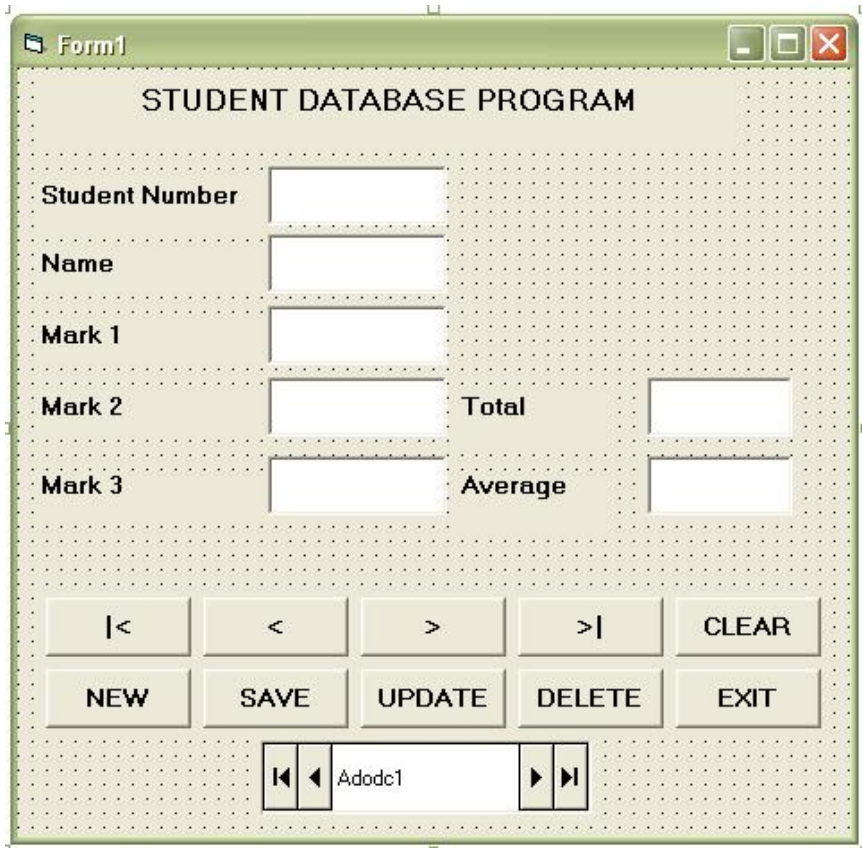 Form1
STUDENT DATABASE PROGRAM
Student Number
Name
Mark 1
Mark 2 Total
Mark 3 Average
|< < > >| CLEAR
NEW SAVE UPDATE DELETE EXIT
Adodc1